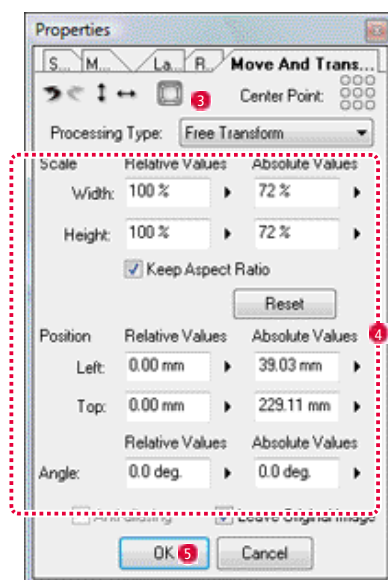 Properties
S... M... La... R... Move And Trans...
3 Center Point:
Processing Type: Free Transform
Scale Relative Values Absolute Values
Width: 100 % 72 %
Height: 100 % 72 %
Keep Aspect Ratio
Reset
4
Position Relative Values Absolute Values
Left: 0.00 mm 39.03 mm
Top: 0.00 mm 229.11 mm
Relative Values Absolute Values
Angle: 0.0 deg. 0.0 deg.
Anti-aliasing Leave Original Image
OK 5 Cancel